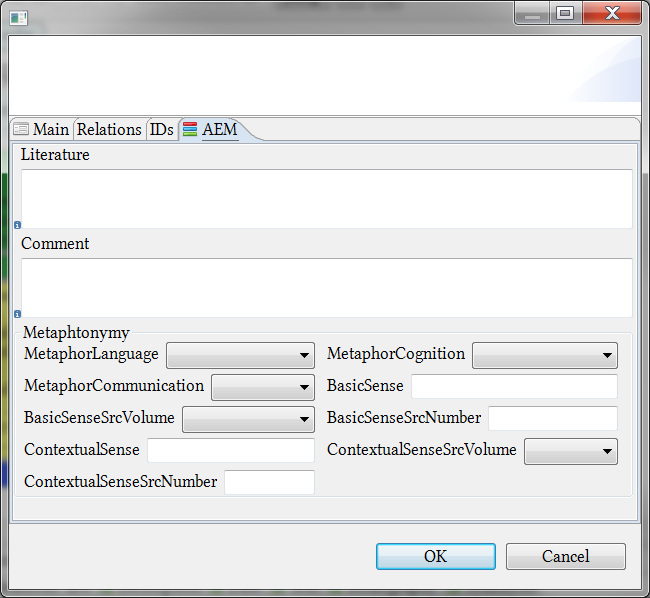 Main Relations IDs AEM
Literature
Comment
Metaphtonymy
MetaphorLanguage MetaphorCognition
MetaphorCommunication BasicSense
BasicSenseSrcVolume BasicSenseSrcNumber
ContextualSense ContextualSenseSrcVolume
ContextualSenseSrcNumber
OK Cancel